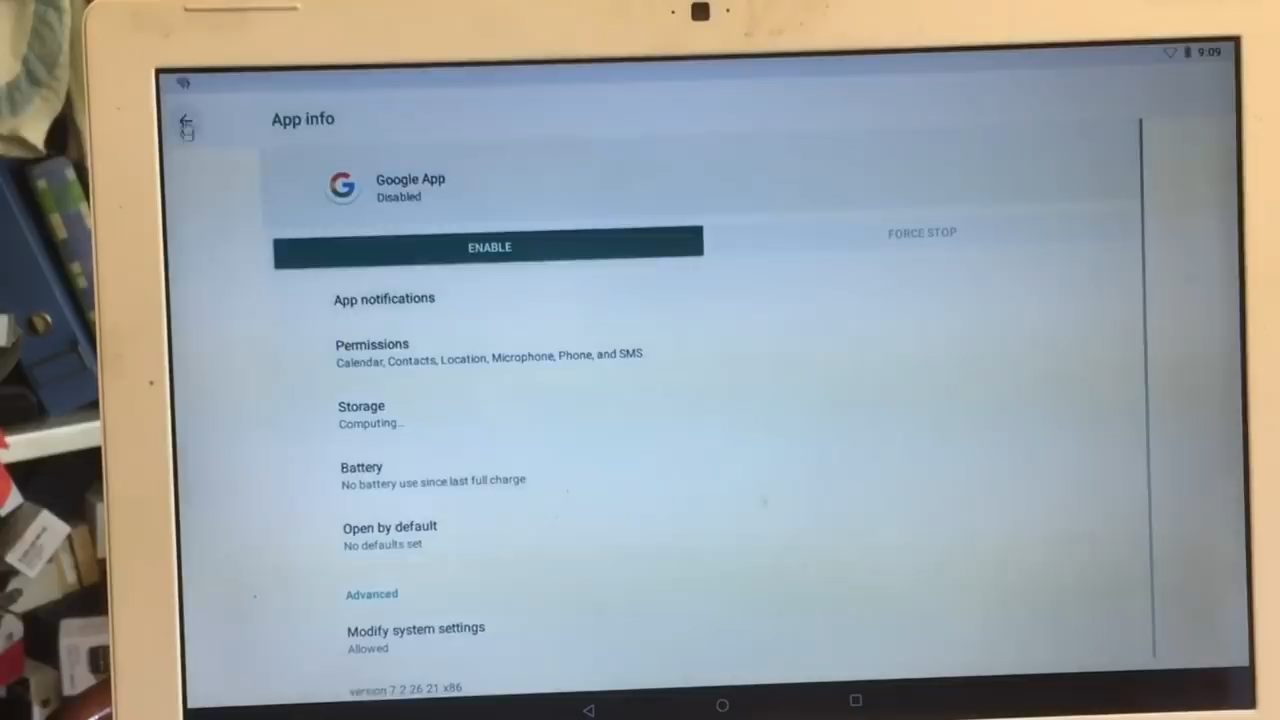 9:09
App info
Google App
Disabled
ENABLE
FORCE STOP
App notifications
Permissions
Calendar, Contacts, Location, Microphone, Phone, and SMS
Storage
Computing...
Battery
No battery use since last full charge
Open by default
No defaults set
Advanced
Modify system settings
Allowed
version 7.2.26.21.x86